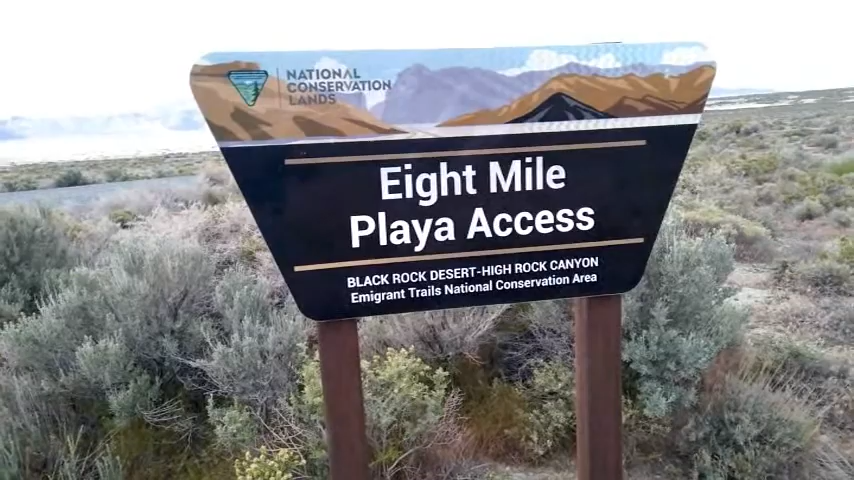 NATIONAL
CONSERVATION
LANDS
Eight Mile
Playa Access
BLACK ROCK DESERT-HIGH ROCK CANYON
Emigrant Trails National Conservation Area